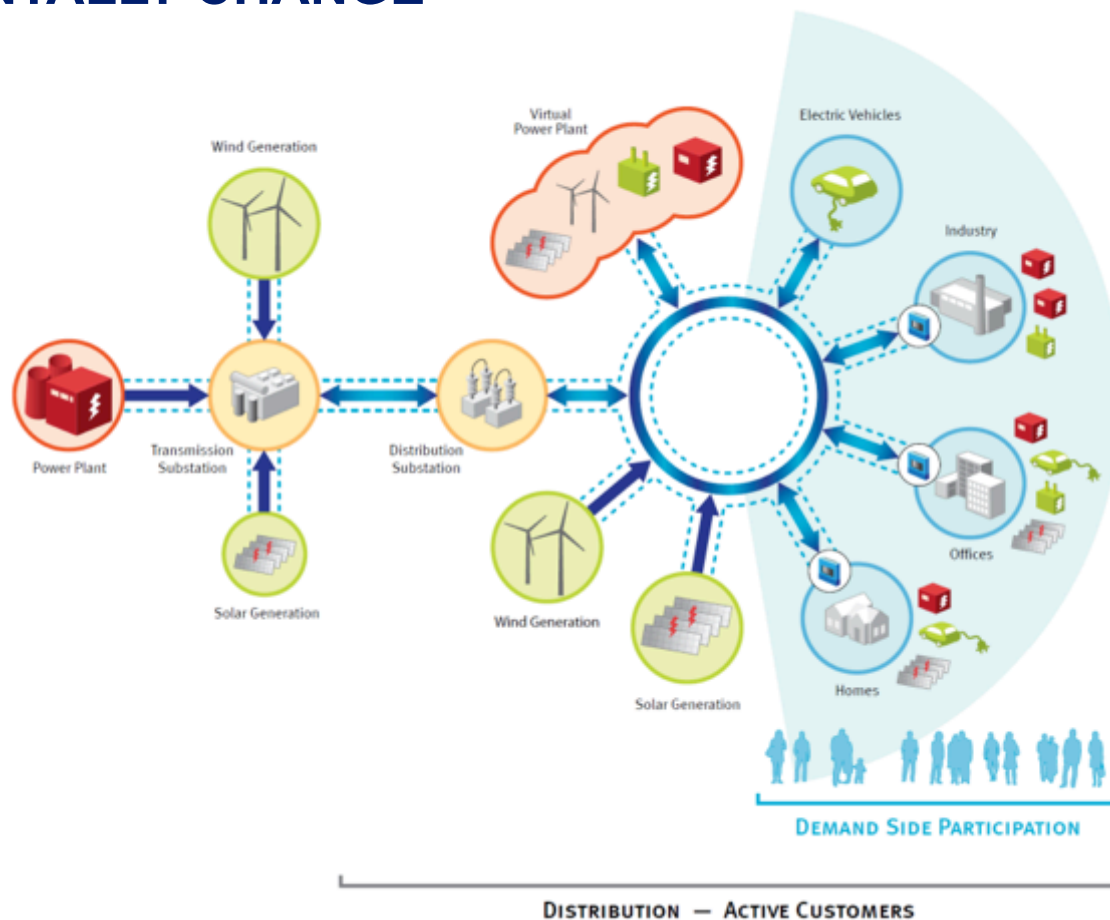 Virtual
Power Plant
Electric Vehicles
Wind Generation
Industry
Transmission
Substation
Distribution
Substation
Power Plant
Offices
Solar Generation
Wind Generation
Homes
Solar Generation
DEMAND SIDE PARTICIPATION
DISTRIBUTION — ACTIVE CUSTOMERS